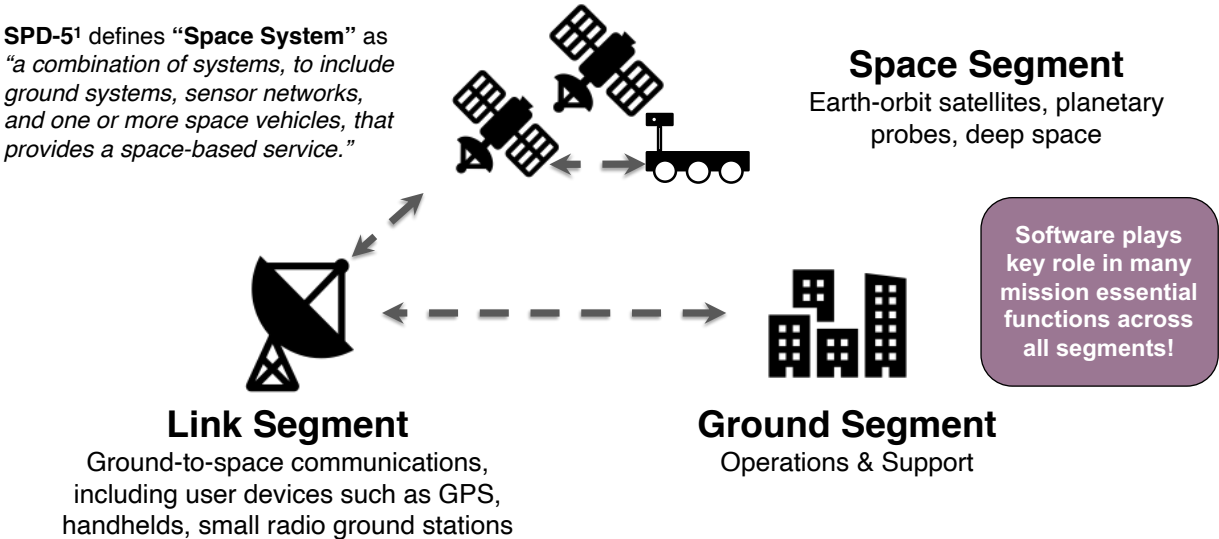 SPD-5¹ defines “Space System” as
“a combination of systems, to include
ground systems, sensor networks,
and one or more space vehicles, that
provides a space-based service.”
Space Segment
Earth-orbit satellites, planetary
probes, deep space
Software plays
key role in many
mission essential
functions across
all segments!
Link Segment
Ground-to-space communications,
including user devices such as GPS,
handhelds, small radio ground stations
Ground Segment
Operations & Support